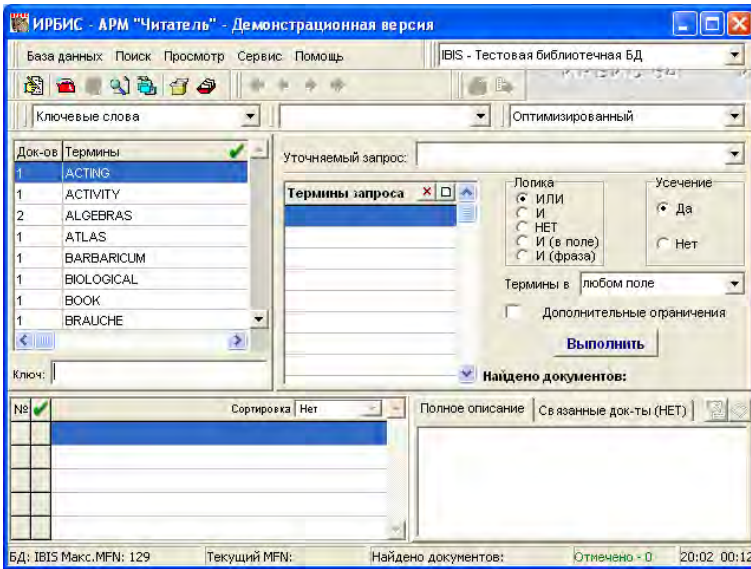 ИРБИС - АРМ "Читатель" - Демонстрационная версия
База данных Поиск Просмотр Сервис Помощь IBIS - Тестовая библиотечная БД
Ключевые слова Оптимизированный
Док-ов Термины Уточняемый запрос:
1 ACTING
1 ACTIVITY
2 ALGEBRAS
1 ATLAS
1 BARBARICUM
1 BIOLOGICAL
1 BOOK
1 BRAUCHE
Ключ:
Термины запроса
Логика
ИЛИ
И
НЕТ
И (в поле)
И (фраза)
Усечение
Да
Нет
Термины в любом поле
Дополнительные ограничения
Выполнить
Найдено документов:
№ Сортировка Нет
Полное описание Связанные док-ты (НЕТ)
БД: IBIS Макс.MFN: 129 Текущий MFN: Найдено документов: Отмечено - 0 20:02 00:12